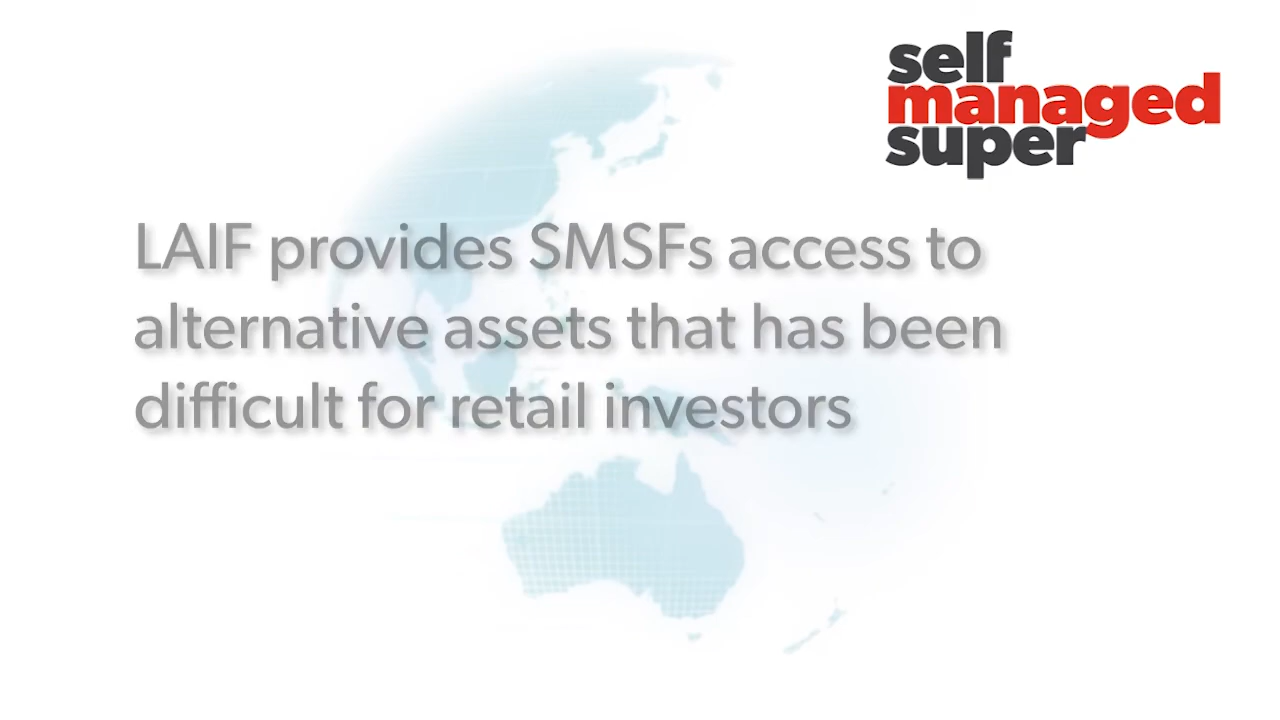 self
managed
super
LAIF provides SMSFs access to
alternative assets that has been
difficult for retail investors